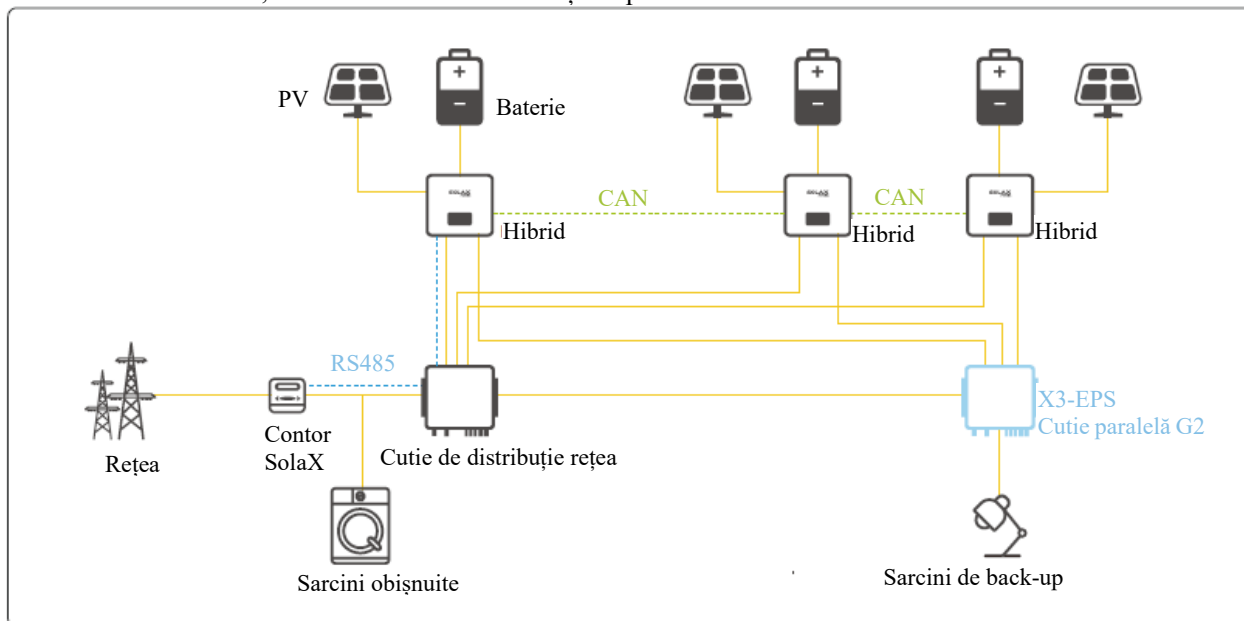 PV
Baterie
CAN
CAN
Hibrid
Hibrid
Hibrid
RS485
X3-EPS
Cutie paralelă G2
Contor
SolaX
Rețea
Cutie de distribuție rețea
Sarcini obișnuite
Sarcini de back-up